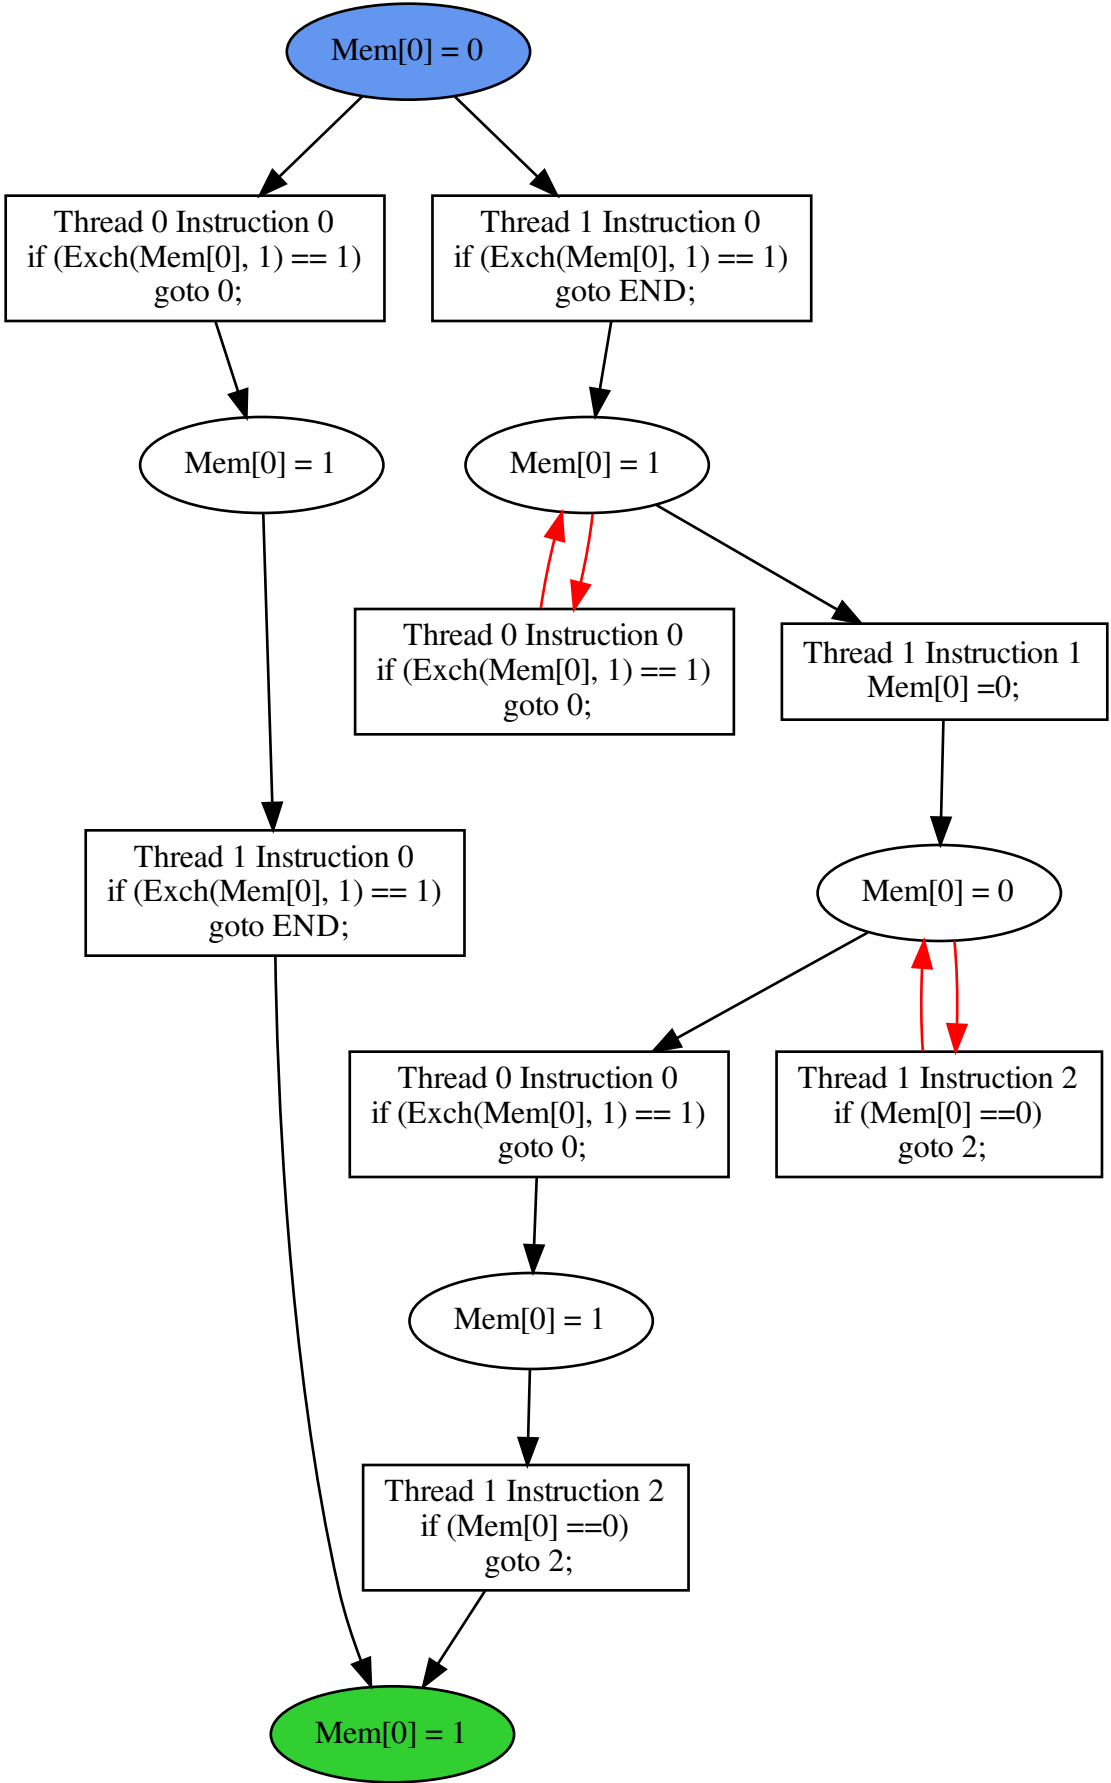 Mem[0] = 0
Thread 0 Instruction 0
if (Exch(Mem[0], 1) == 1)
goto 0;
Thread 1 Instruction 0
if (Exch(Mem[0], 1) == 1)
goto END;
Mem[0] = 1
Mem[0] = 1
Thread 0 Instruction 0
if (Exch(Mem[0], 1) == 1)
goto 0;
Thread 1 Instruction 1
Mem[0] =0;
Thread 1 Instruction 0
if (Exch(Mem[0], 1) == 1)
goto END;
Mem[0] = 0
Thread 0 Instruction 0
if (Exch(Mem[0], 1) == 1)
goto 0;
Thread 1 Instruction 2
if (Mem[0] ==0)
goto 2;
Mem[0] = 1
Thread 1 Instruction 2
if (Mem[0] ==0)
goto 2;
Mem[0] = 1